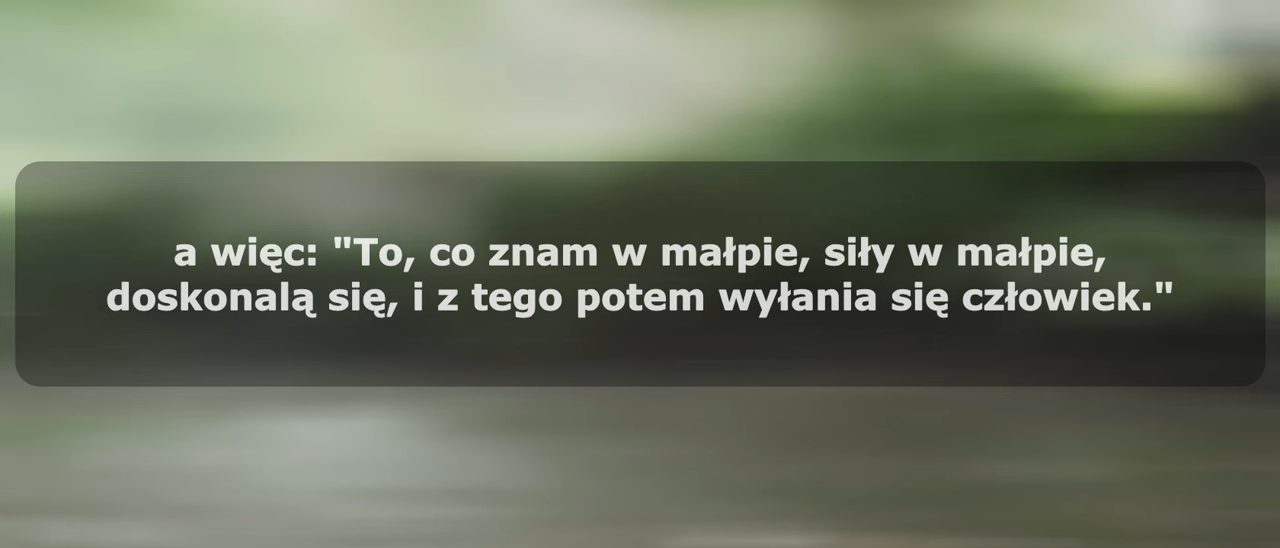 a więc: "To, co znam w małpie, siły w małpie,
doskonalą się, i z tego potem wyłania się człowiek."